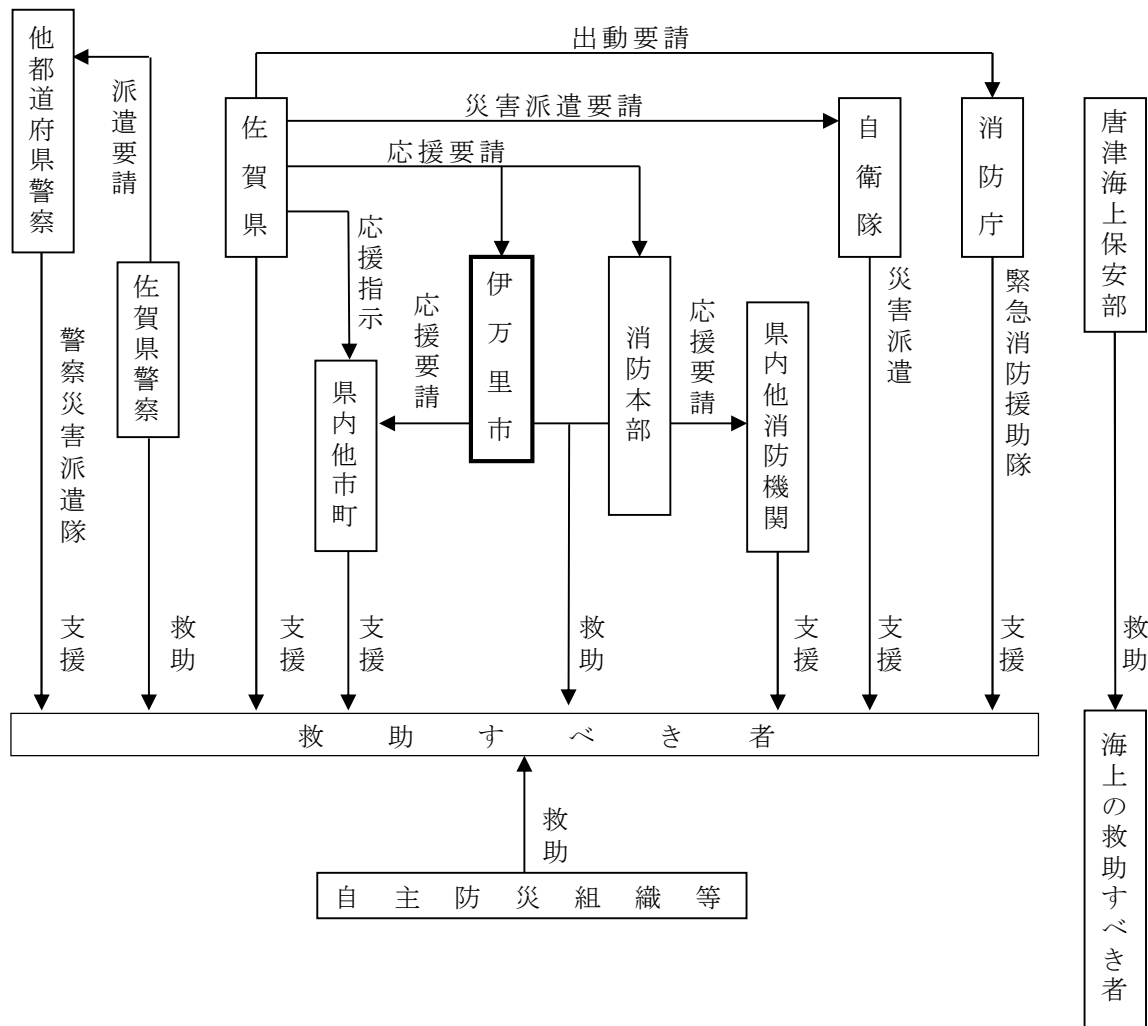 出動要請
他都道府県警察
派遣要請
災害派遣要請
佐賀県
自衛隊
消防庁
唐津海上保安部
応援要請
応援指示
伊万里市
消防本部
佐賀県警察
災害派遣
緊急消防援助隊
応援要請
応援要請
県内他消防機関
警察災害派遣隊
県内他市町
支援
救助
支援
支援
救助
支援
支援
支援
救助
救助すべき者
海上の救助すべき者
救助
自主防災組織等